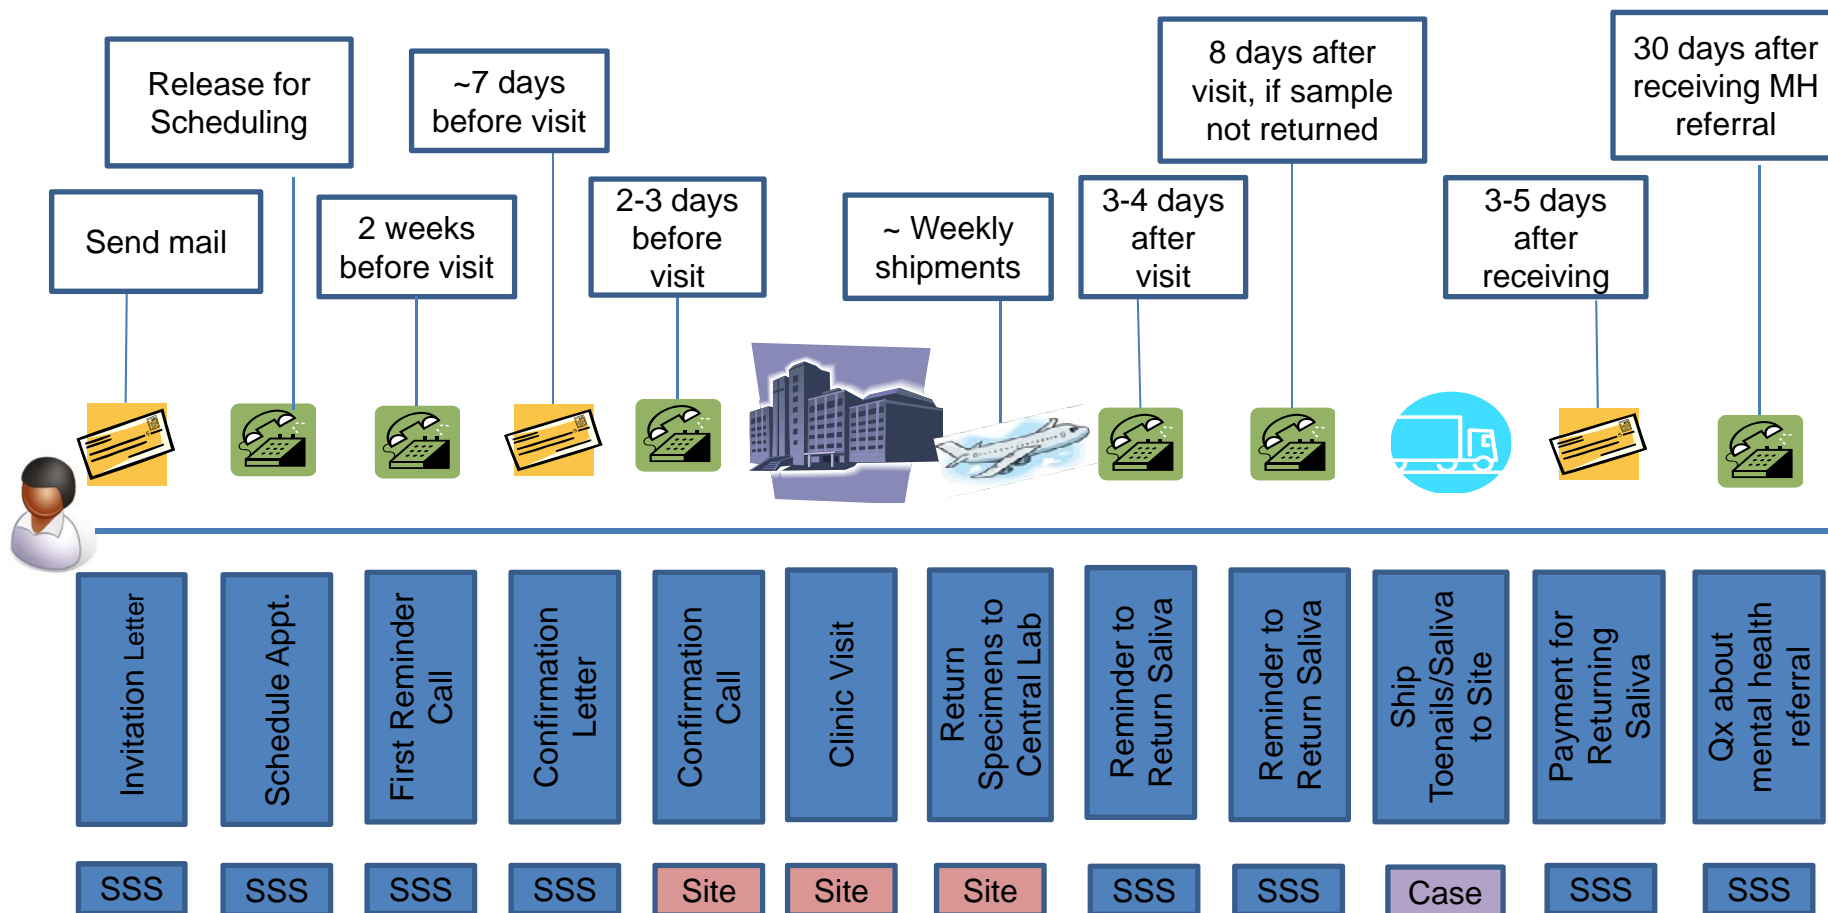 Release for
Scheduling
~7 days
before visit
8 days after
visit, if sample
not returned
30 days after
receiving MH
referral
Send mail
2 weeks
before visit
2-3 days
before
visit
~ Weekly
shipments
3-4 days
after
visit
3-5 days
after
receiving
Invitation Letter
Schedule Appt.
First Reminder
Call
Confirmation
Letter
Confirmation
Call
Clinic Visit
Return
Specimens to
Central Lab
Reminder to
Return Saliva
Reminder to
Return Saliva
Ship
Toenails/Saliva
to Site
Payment for
Returning
Saliva
Qx about
mental health
referral
SSS
SSS
SSS
SSS
Site
Site
Site
SSS
SSS
Case
SSS
SSS